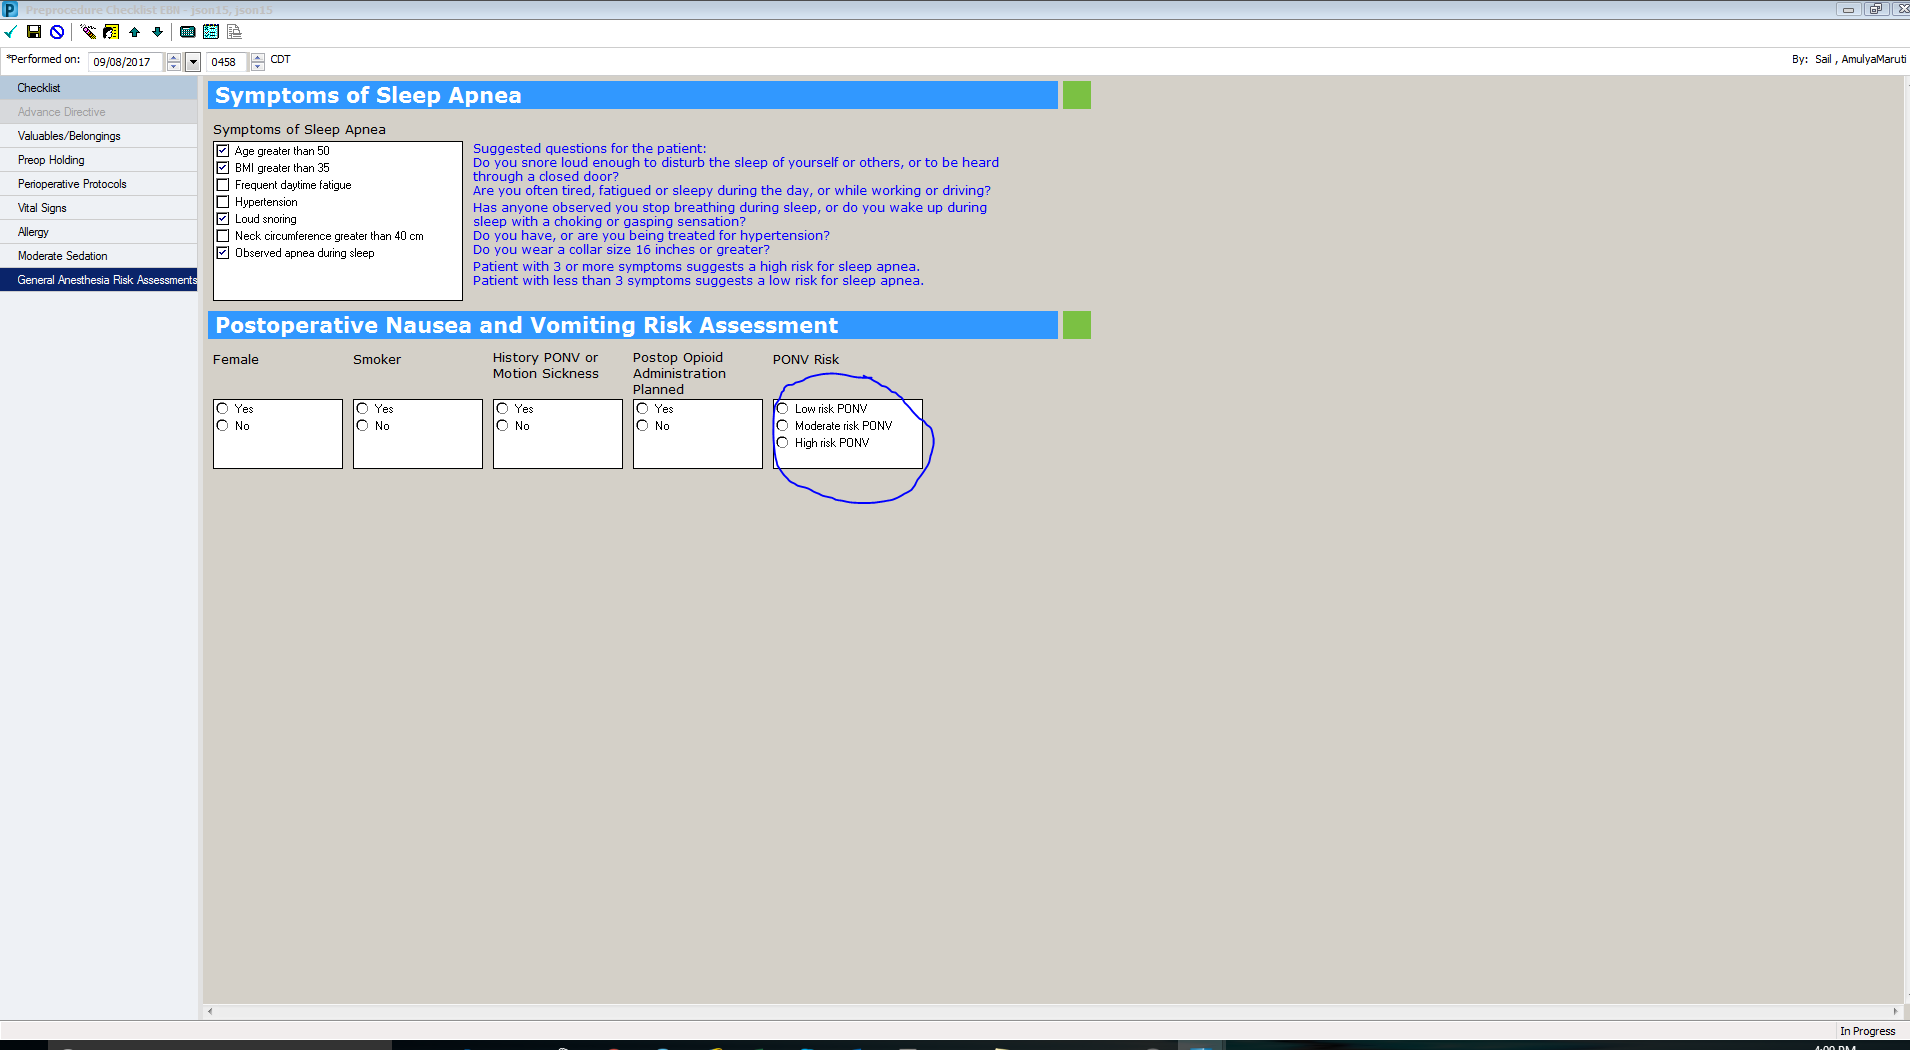 Preprocedure Checklist EBN - json15, json15
*Performed on: 09/08/2017 0458 CDT By: Sail , AmulyaMaruti
Checklist
Advance Directive
Valuables/Belongings
Preop Holding
Perioperative Protocols
Vital Signs
Allergy
Moderate Sedation
General Anesthesia Risk Assessments
Symptoms of Sleep Apnea
Symptoms of Sleep Apnea
Age greater than 50
BMI greater than 35
Frequent daytime fatigue
Hypertension
Loud snoring
Neck circumference greater than 40 cm
Observed apnea during sleep
Suggested questions for the patient:
Do you snore loud enough to disturb the sleep of yourself or others, or to be heard
through a closed door?
Are you often tired, fatigued or sleepy during the day, or while working or driving?
Has anyone observed you stop breathing during sleep, or do you wake up during
sleep with a choking or gasping sensation?
Do you have, or are you being treated for hypertension?
Do you wear a collar size 16 inches or greater?
Patient with 3 or more symptoms suggests a high risk for sleep apnea.
Patient with less than 3 symptoms suggests a low risk for sleep apnea.
Postoperative Nausea and Vomiting Risk Assessment
Female
Yes
No
Smoker
Yes
No
History PONV or
Motion Sickness
Yes
No
Postop Opioid
Administration
Planned
Yes
No
PONV Risk
Low risk PONV
Moderate risk PONV
High risk PONV
In Progress